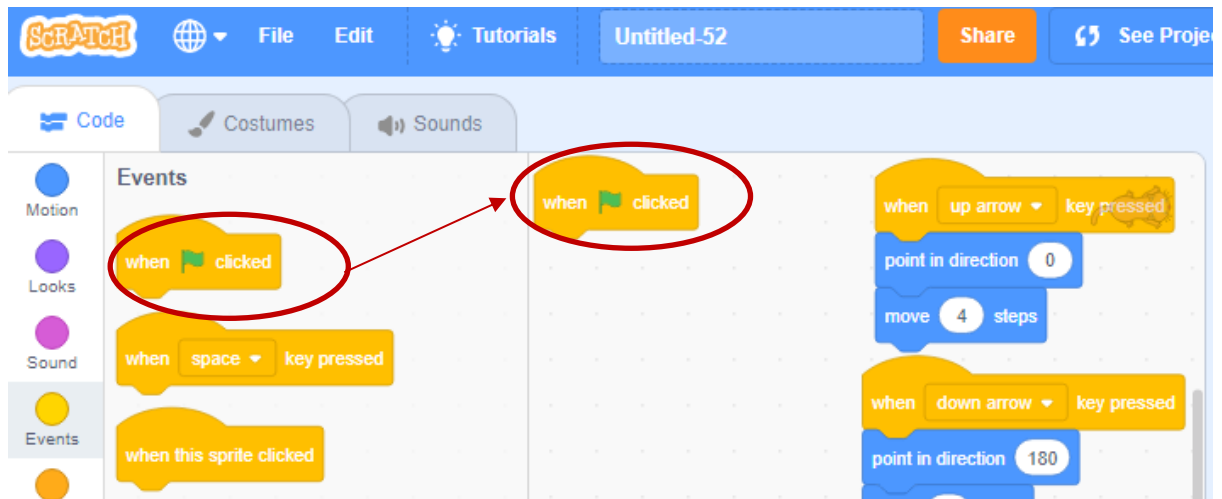 SCRATCH File Edit Tutorials Untitled-52 Share See Proje
Code Costumes Sounds
Motion
Looks
Sound
Events
Events
when clicked
when space key pressed
when this sprite clicked
when clicked
when up arrow key pressed
point in direction 0
move 4 steps
when down arrow key pressed
point in direction 180